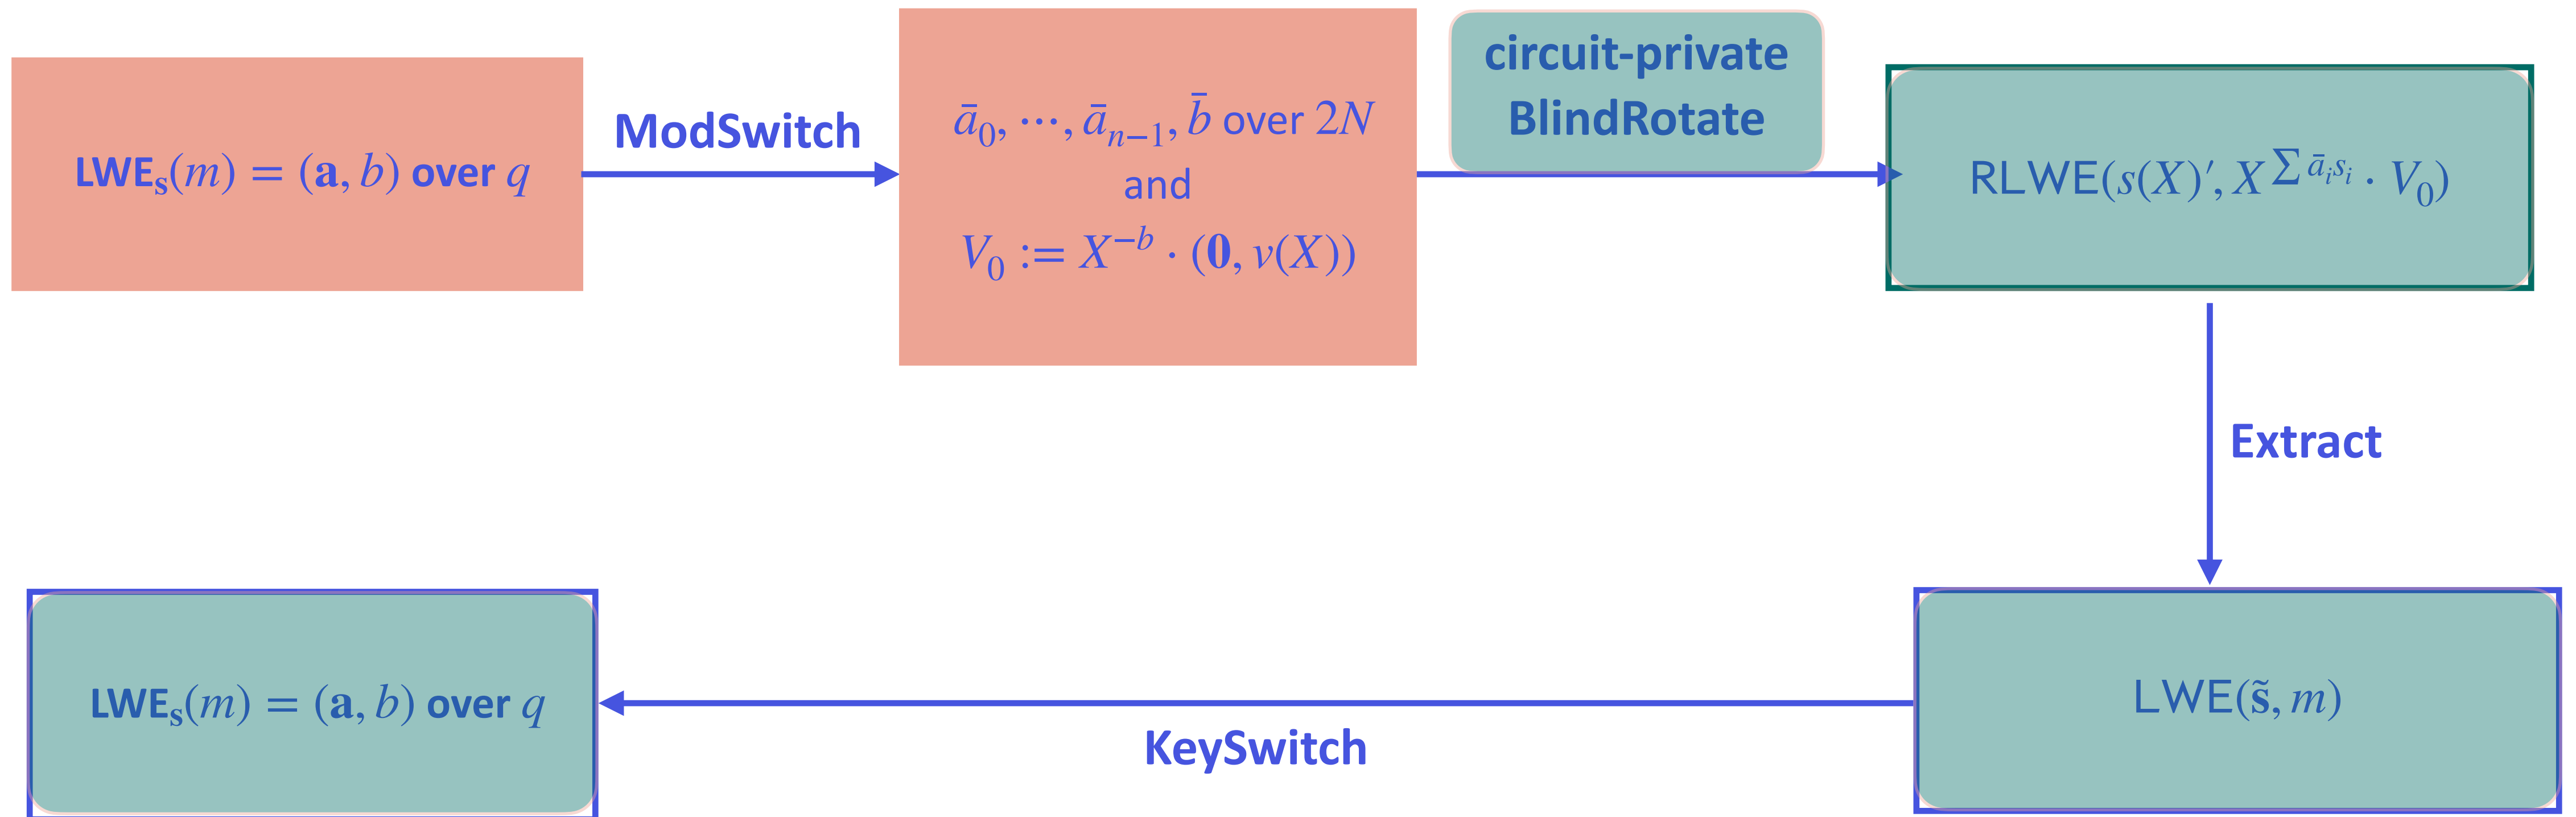 LWEₛ(m) = (a, b) over q
ModSwitch
ā₀, ⋯, āₙ₋₁, b̄ over 2N
and
V₀ := X⁻ᵇ · (0, v(X))
circuit-private
BlindRotate
RLWE(s(X)′, X^{∑ āᵢsᵢ} · V₀)
Extract
LWE(s̃, m)
KeySwitch
LWEₛ(m) = (a, b) over q